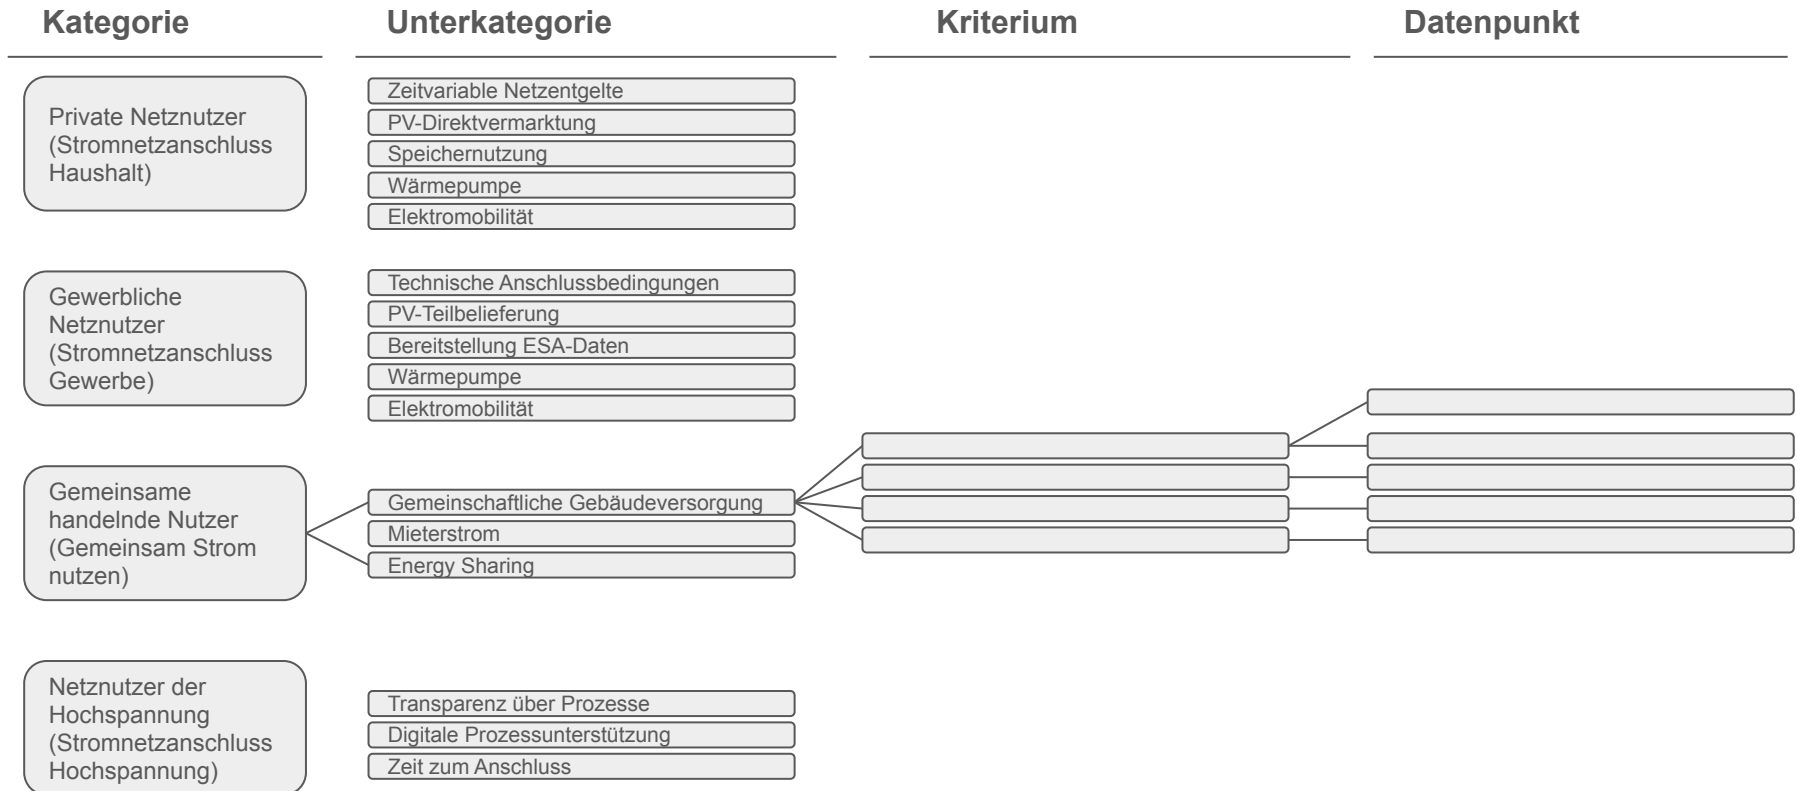 Kategorie
Unterkategorie
Kriterium
Datenpunkt
Private Netznutzer
(Stromnetzanschluss
Haushalt)
Zeitvariable Netzentgelte
PV-Direktvermarktung
Speichernutzung
Wärmepumpe
Elektromobilität
Gewerbliche
Netznutzer
(Stromnetzanschluss
Gewerbe)
Technische Anschlussbedingungen
PV-Teilbelieferung
Bereitstellung ESA-Daten
Wärmepumpe
Elektromobilität
Gemeinsame
handelnde Nutzer
(Gemeinsam Strom
nutzen)
Gemeinschaftliche Gebäudeversorgung
Mieterstrom
Energy Sharing
Netznutzer der
Hochspannung
(Stromnetzanschluss
Hochspannung)
Transparenz über Prozesse
Digitale Prozessunterstützung
Zeit zum Anschluss